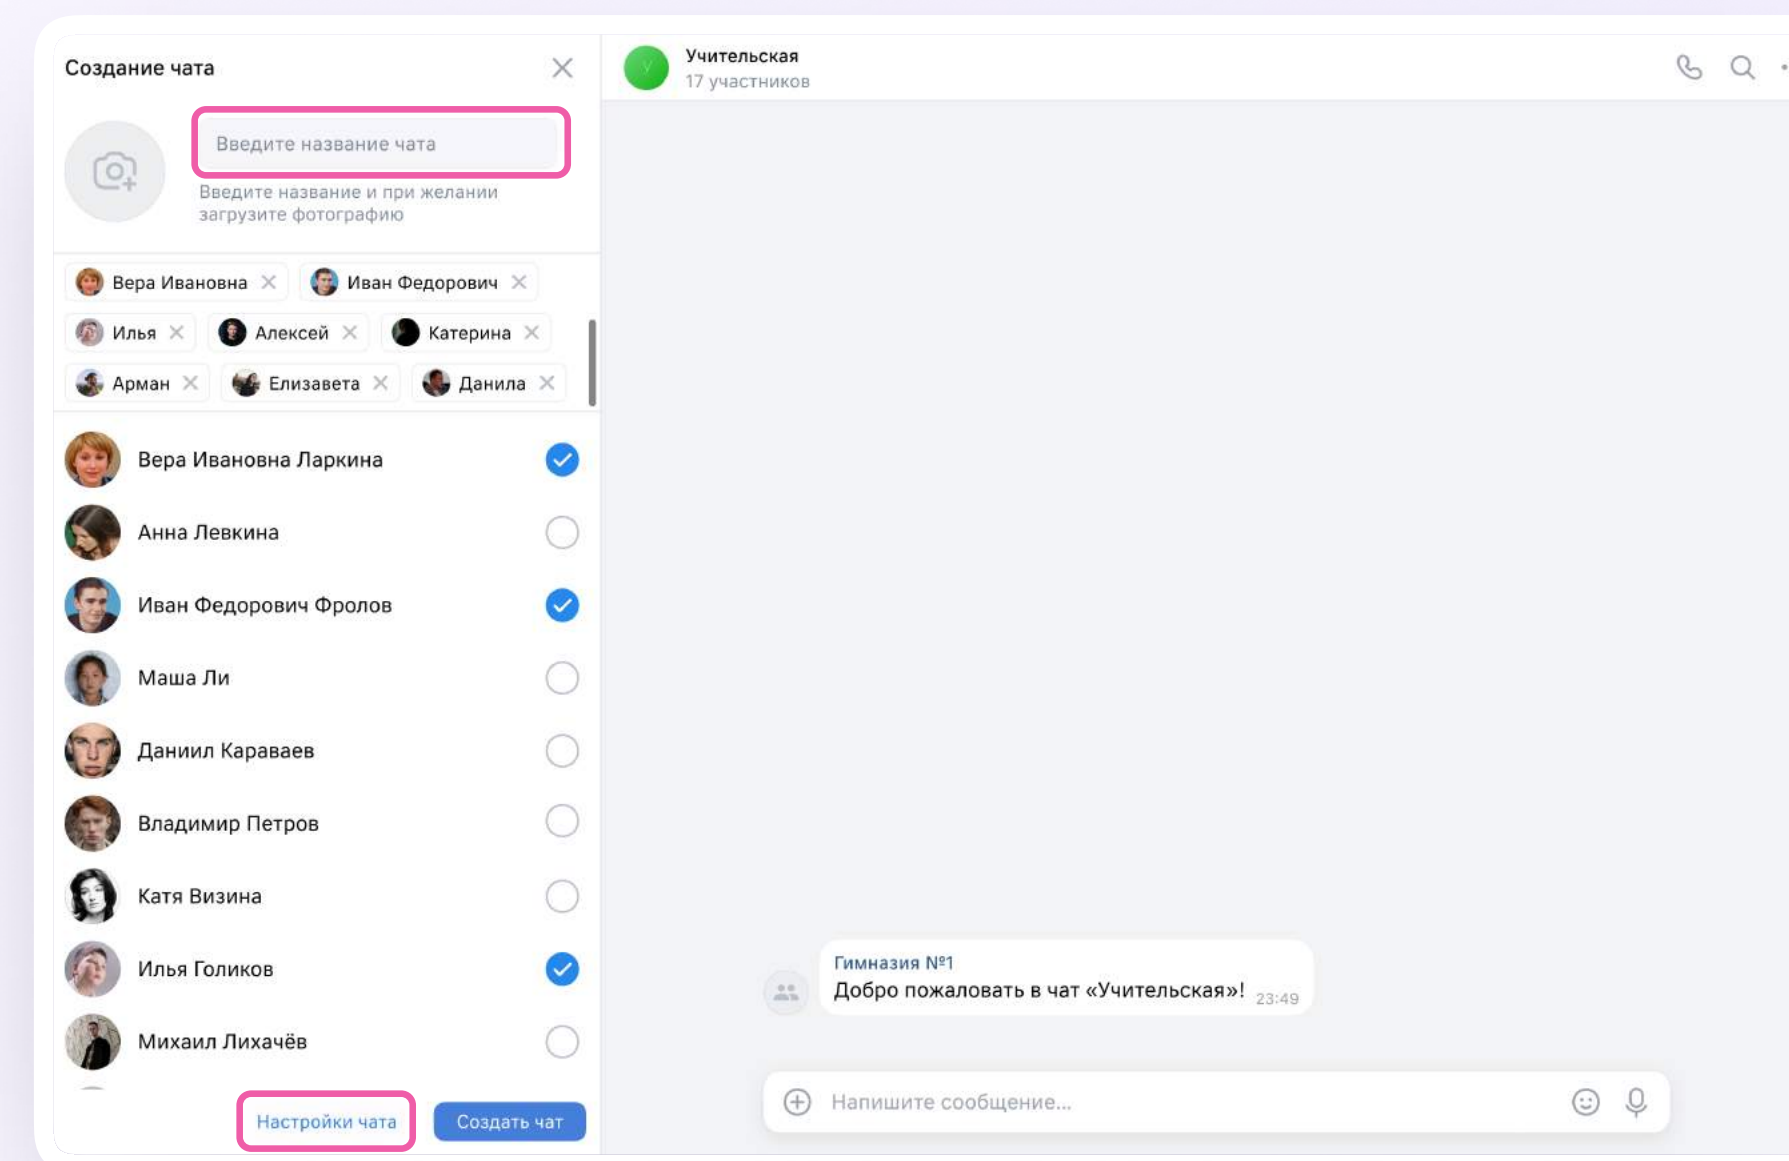 Создание чата
Введите название чата
Введите название и при желании
загрузите фотографию
Вера Ивановна
Иван Федорович
Илья
Алексей
Катерина
Арман
Елизавета
Данила
Вера Ивановна Ларкина
Анна Левкина
Иван Федорович Фролов
Маша Ли
Даниил Караваев
Владимир Петров
Катя Визина
Илья Голиков
Михаил Лихачёв
Настройки чата
Создать чат
У
Учительская
17 участников
Гимназия №1
Добро пожаловать в чат «Учительская»! 23:49
Напишите сообщение...